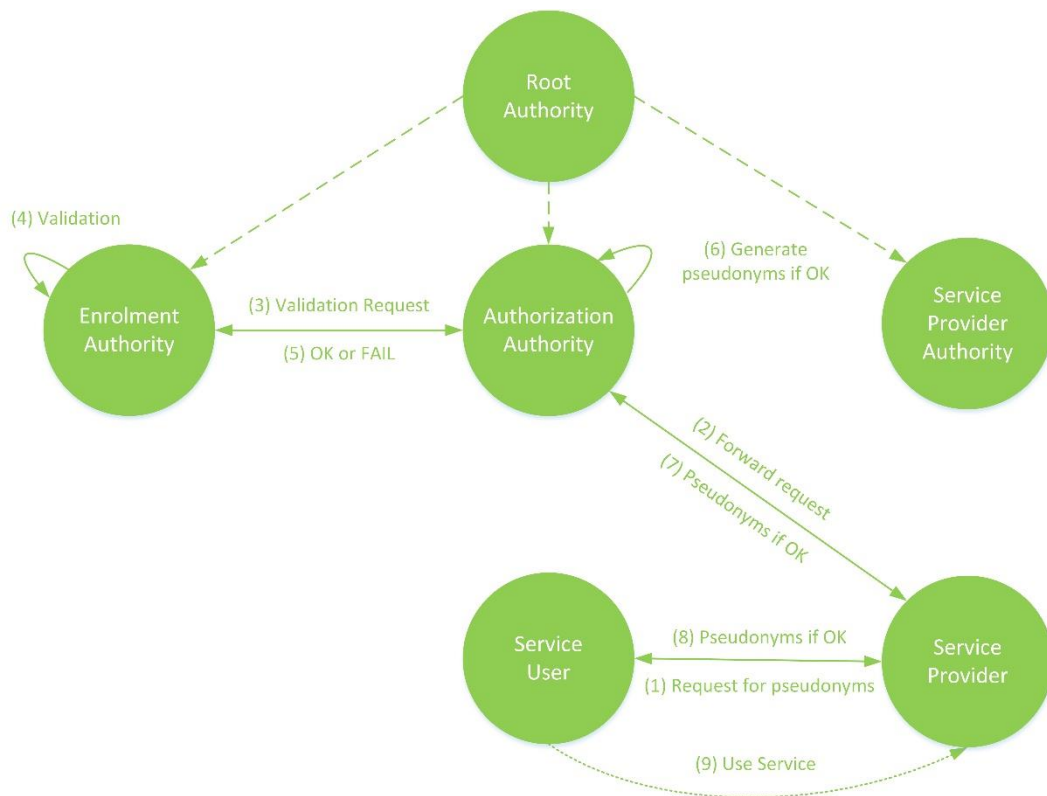 Root
Authority
(4) Validation
(6) Generate
pseudonyms if OK
Enrolment
Authority
(3) Validation Request
(5) OK or FAIL
Authorization
Authority
Service
Provider
Authority
(2) Forward request
(7) Pseudonyms if OK
Service
User
(8) Pseudonyms if OK
(1) Request for pseudonyms
Service
Provider
(9) Use Service